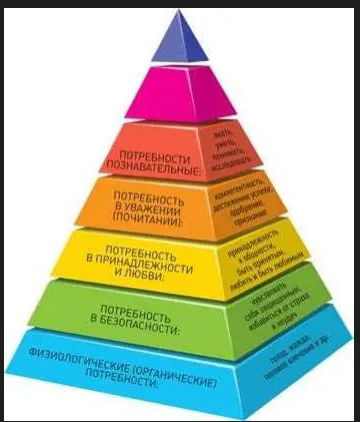 ПОТРЕБНОСТИ
ПОЗНАВАТЕЛЬНЫЕ:
знать,
уметь,
понимать,
исследовать
ПОТРЕБНОСТЬ
В УВАЖЕНИИ
(ПОЧИТАНИИ):
компетентность,
достижение успеха,
одобрение,
признание
ПОТРЕБНОСТЬ
В ПРИНАДЛЕЖНОСТИ
И ЛЮБВИ:
принадлежность
к общности,
быть принятым,
любить и быть любимым
ПОТРЕБНОСТЬ
В БЕЗОПАСНОСТИ:
чувствовать
себя защищенным,
избавиться от страха
и неудач
ФИЗИОЛОГИЧЕСКИЕ (ОРГАНИЧЕСКИЕ)
ПОТРЕБНОСТИ:
голод, жажда,
половое влечение и др.